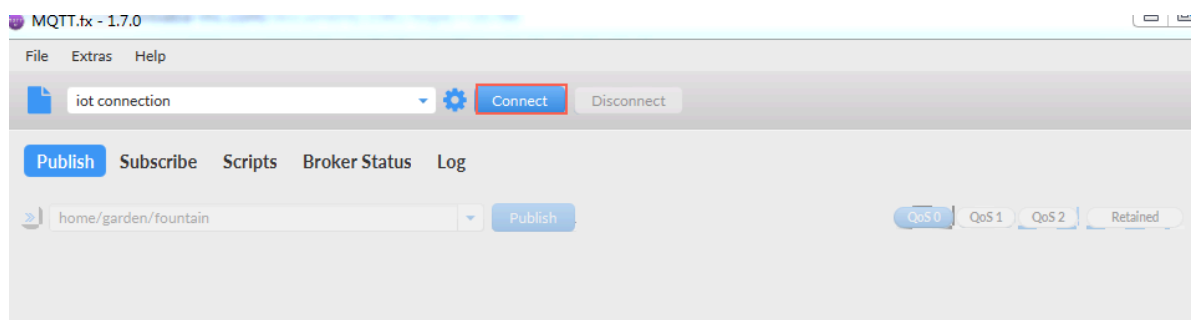 MQTT.fx - 1.7.0
File Extras Help
iot connection Connect Disconnect
Publish Subscribe Scripts Broker Status Log
home/garden/fountain Publish QoS 0 QoS 1 QoS 2 Retained